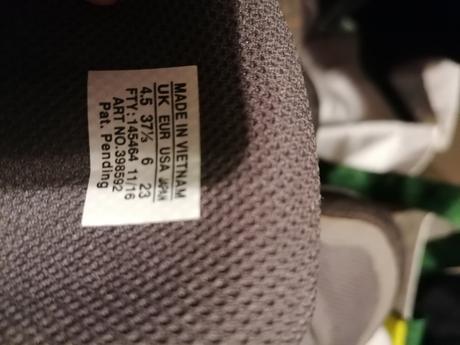 MADE IN VIETNAM
UK EUR USA JAPAN
4.5 37⅓ 6 23
FTY:145464 11/16
ART NO.398592
Pat. Pending